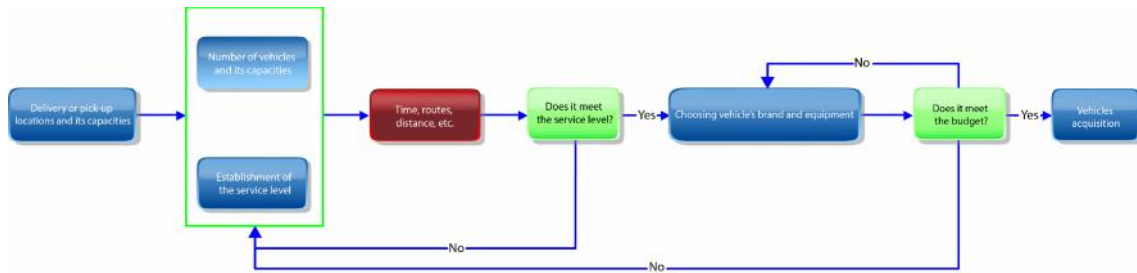 Delivery or pick-up
locations and its capacities
Number of vehicles
and its capacities
Establishment of
the service level
Time, routes,
distance, etc.
Does it meet
the service level?
Yes
No
Choosing vehicle's brand and equipment
No
Does it meet
the budget?
Yes
No
Vehicles
acquisition